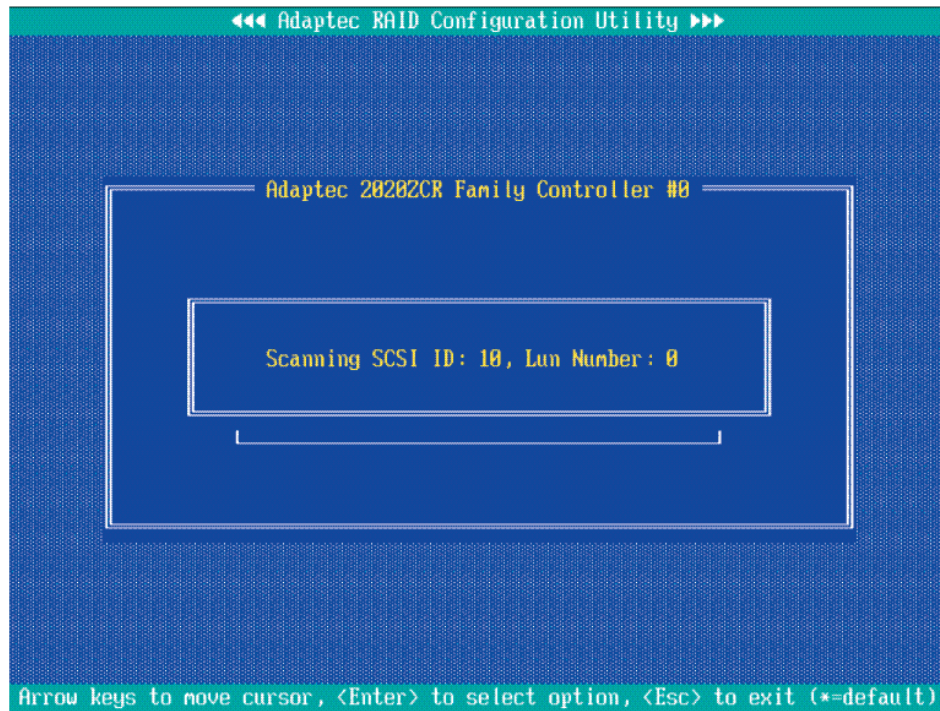 Adaptec RAID Configuration Utility
Adaptec 2020ZCR Family Controller #0
Scanning SCSI ID: 10, Lun Number: 0
Arrow keys to move cursor, <Enter> to select option, <Esc> to exit (*=default)